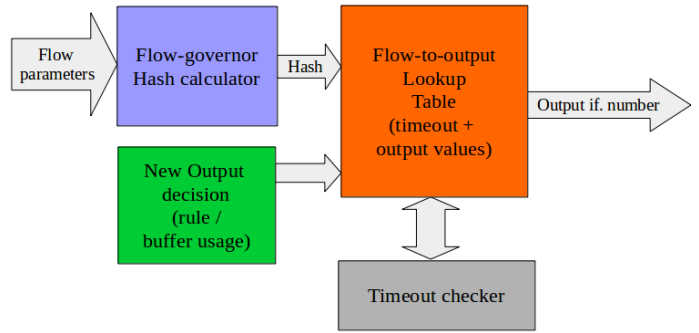 Flow
parameters
Flow-governor
Hash calculator
Hash
Flow-to-output
Lookup
Table
(timeout +
output values)
Output if. number
New Output
decision
(rule /
buffer usage)
Timeout checker